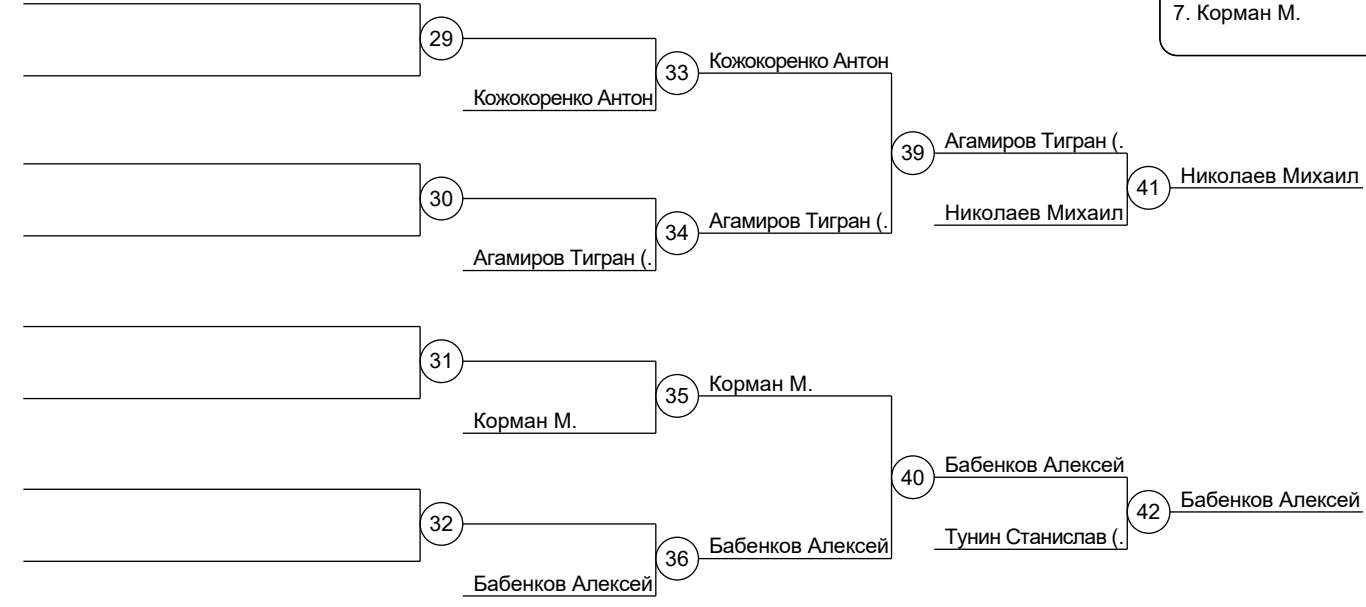 7. Корман М.
29
33
Кожокоренко Антон
Кожокоренко Антон
39
Агамиров Тигран (.
41
Николаев Михаил
30
34
Агамиров Тигран (.
Николаев Михаил
Агамиров Тигран (.
31
35
Корман М.
Корман М.
40
Бабенков Алексей
42
Бабенков Алексей
32
36
Бабенков Алексей
Тунин Станислав (.
Бабенков Алексей